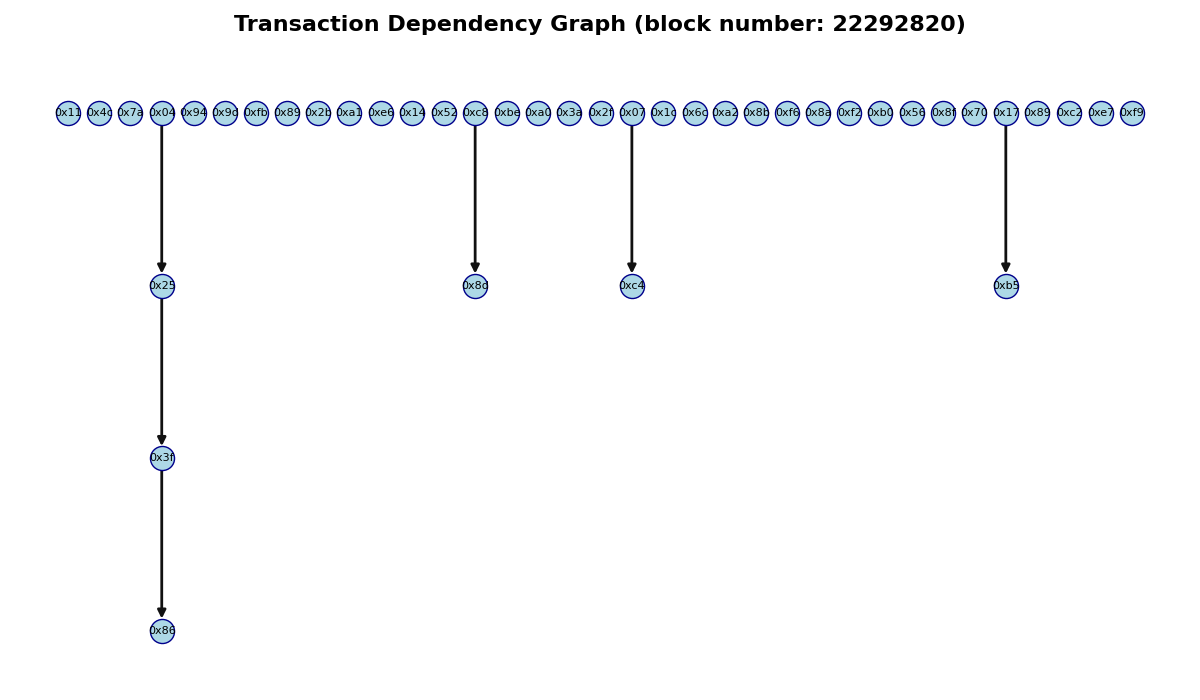 Transaction Dependency Graph (block number: 22292820)
0x11 0x4c 0x7a 0x04 0x94 0x9d 0xfb 0x89 0x2b 0xa1 0xe6 0x14 0x52 0xc8 0xbe 0xa0 0x3a 0x2f 0x07 0x1c 0x6c 0xa2 0x8b 0xf6 0x8a 0xf2 0xb0 0x56 0x8f 0x70 0x17 0x89 0xc2 0xe7 0xf9
0x25 0x8d 0xc4 0xb5
0x3f
0x86